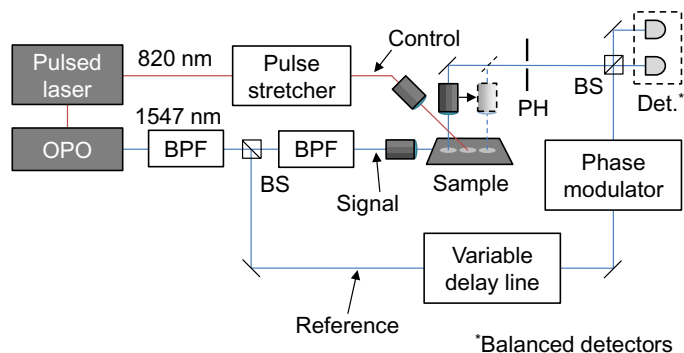 Control
Pulsed
laser
820 nm
Pulse
stretcher
BS
PH
Det.*
1547 nm
OPO
BPF
BPF
BS
Signal
Sample
Phase
modulator
Variable
delay line
Reference
*Balanced detectors